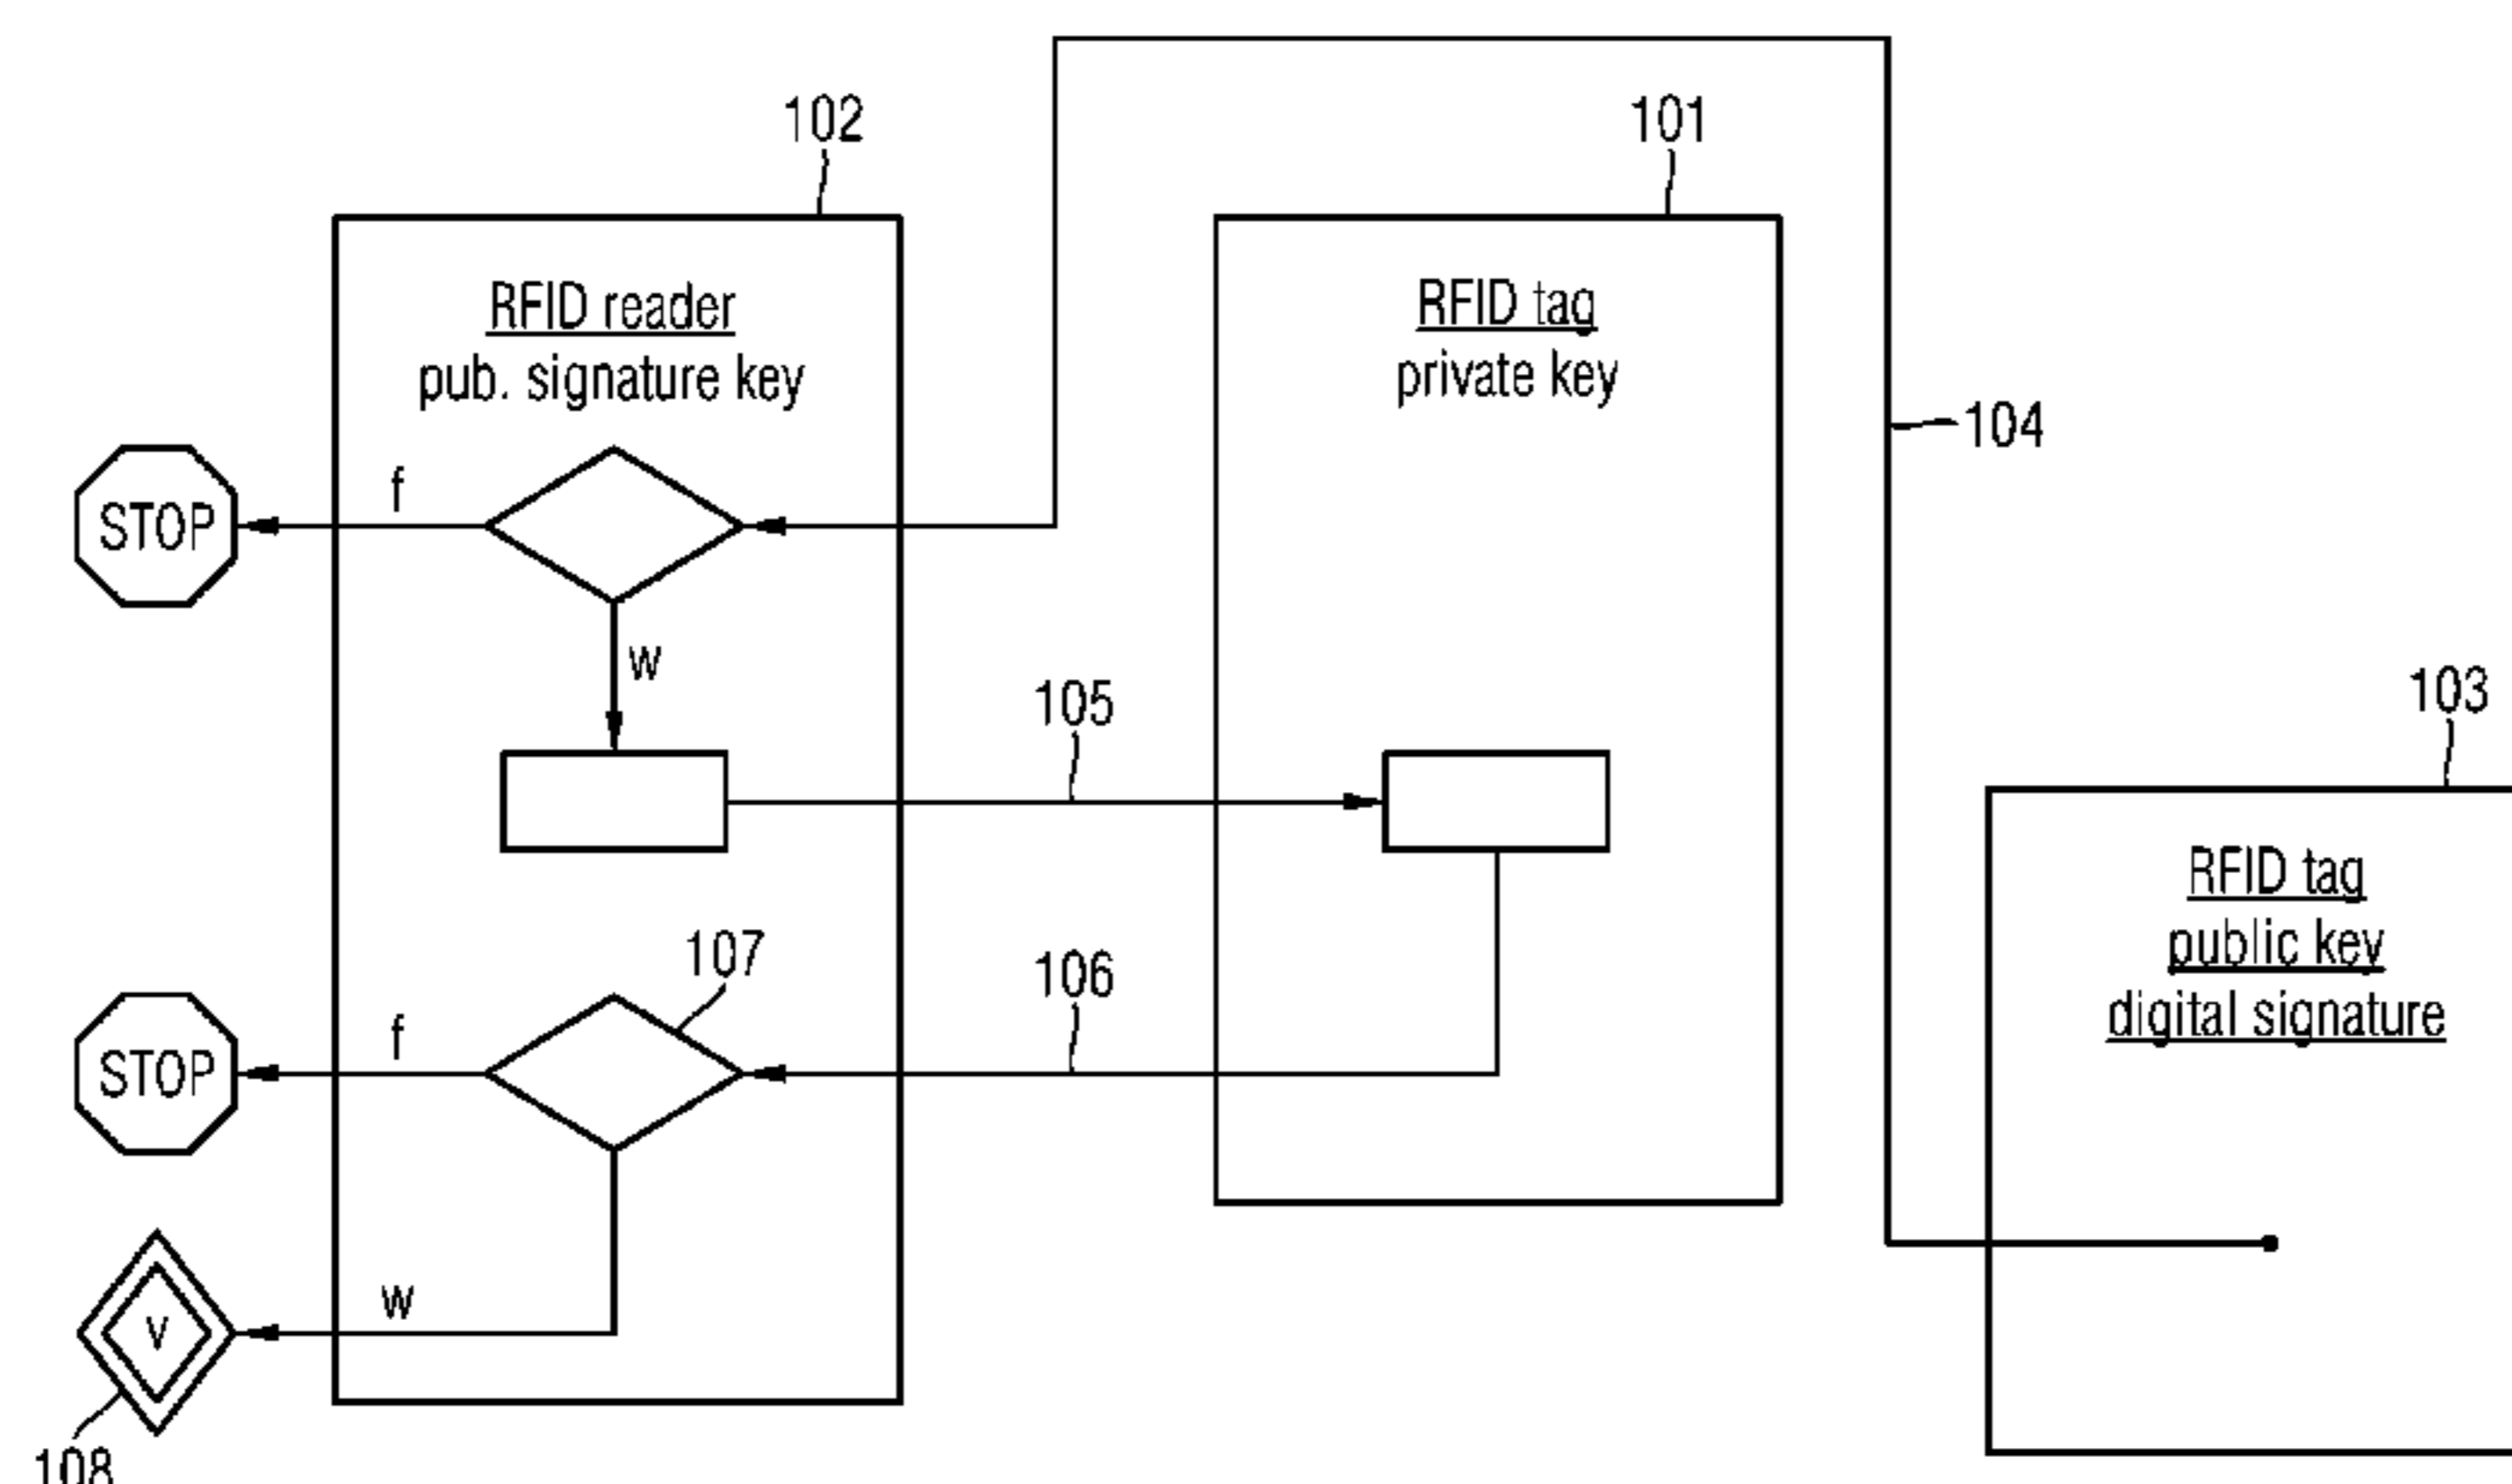 102
101
RFID reader
pub. signature key
RFID tag
private key
104
f
STOP
w
105
103
RFID tag
public key
digital signature
107
106
f
STOP
w
v
108